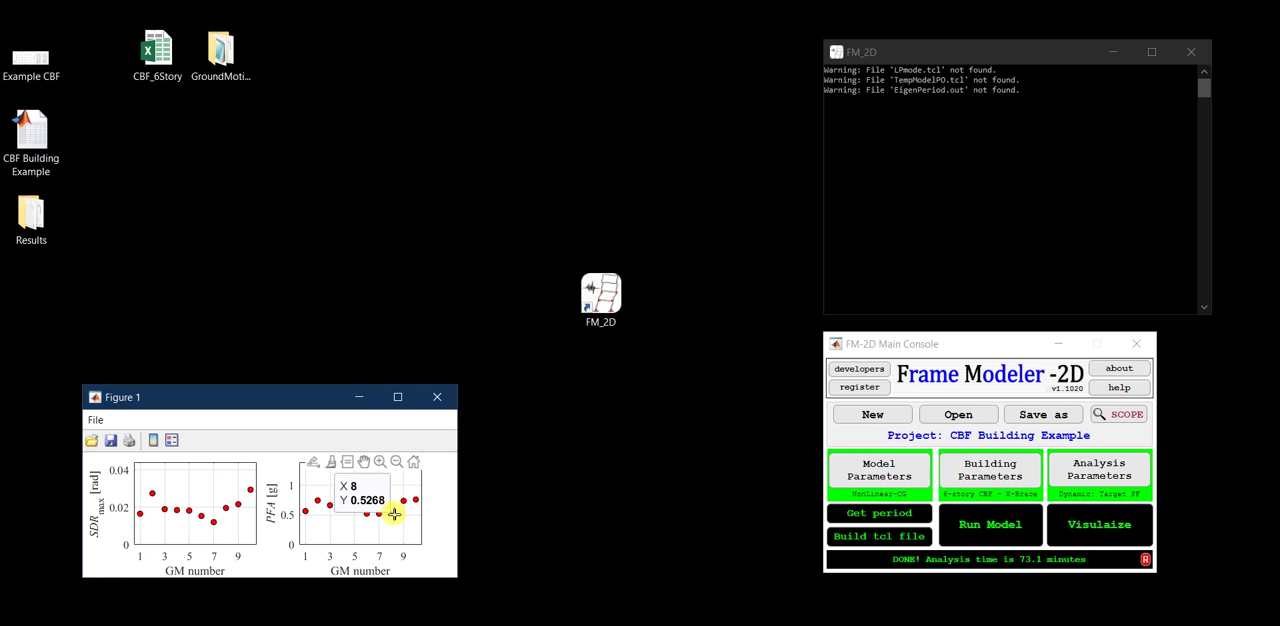 Example CBF
CBF_6Story
GroundMoti...
CBF Building
Example
Results
FM_2D
FM_2D
Warning: File 'LPmode.tcl' not found.
Warning: File 'TempModelPO.tcl' not found.
Warning: File 'EigenPeriod.out' not found.
Figure 1
File
SDR max [rad]
0.04
0.02
0
1 3 5 7 9
GM number
PFA [g]
1
0.5
0
X 8
Y 0.5268
1 3 5 7 9
GM number
FM-2D Main Console
developers
register
Frame Modeler -2D
v1.1020
about
help
New
Open
Save as
SCOPE
Project: CBF Building Example
Model
Parameters
Nonlinear-CG
Building
Parameters
6-story CBF - X-Brace
Analysis
Parameters
Dynamic: Target SF
Get period
Build tcl file
Run Model
Visulaize
DONE! Analysis time is 73.1 minutes
R